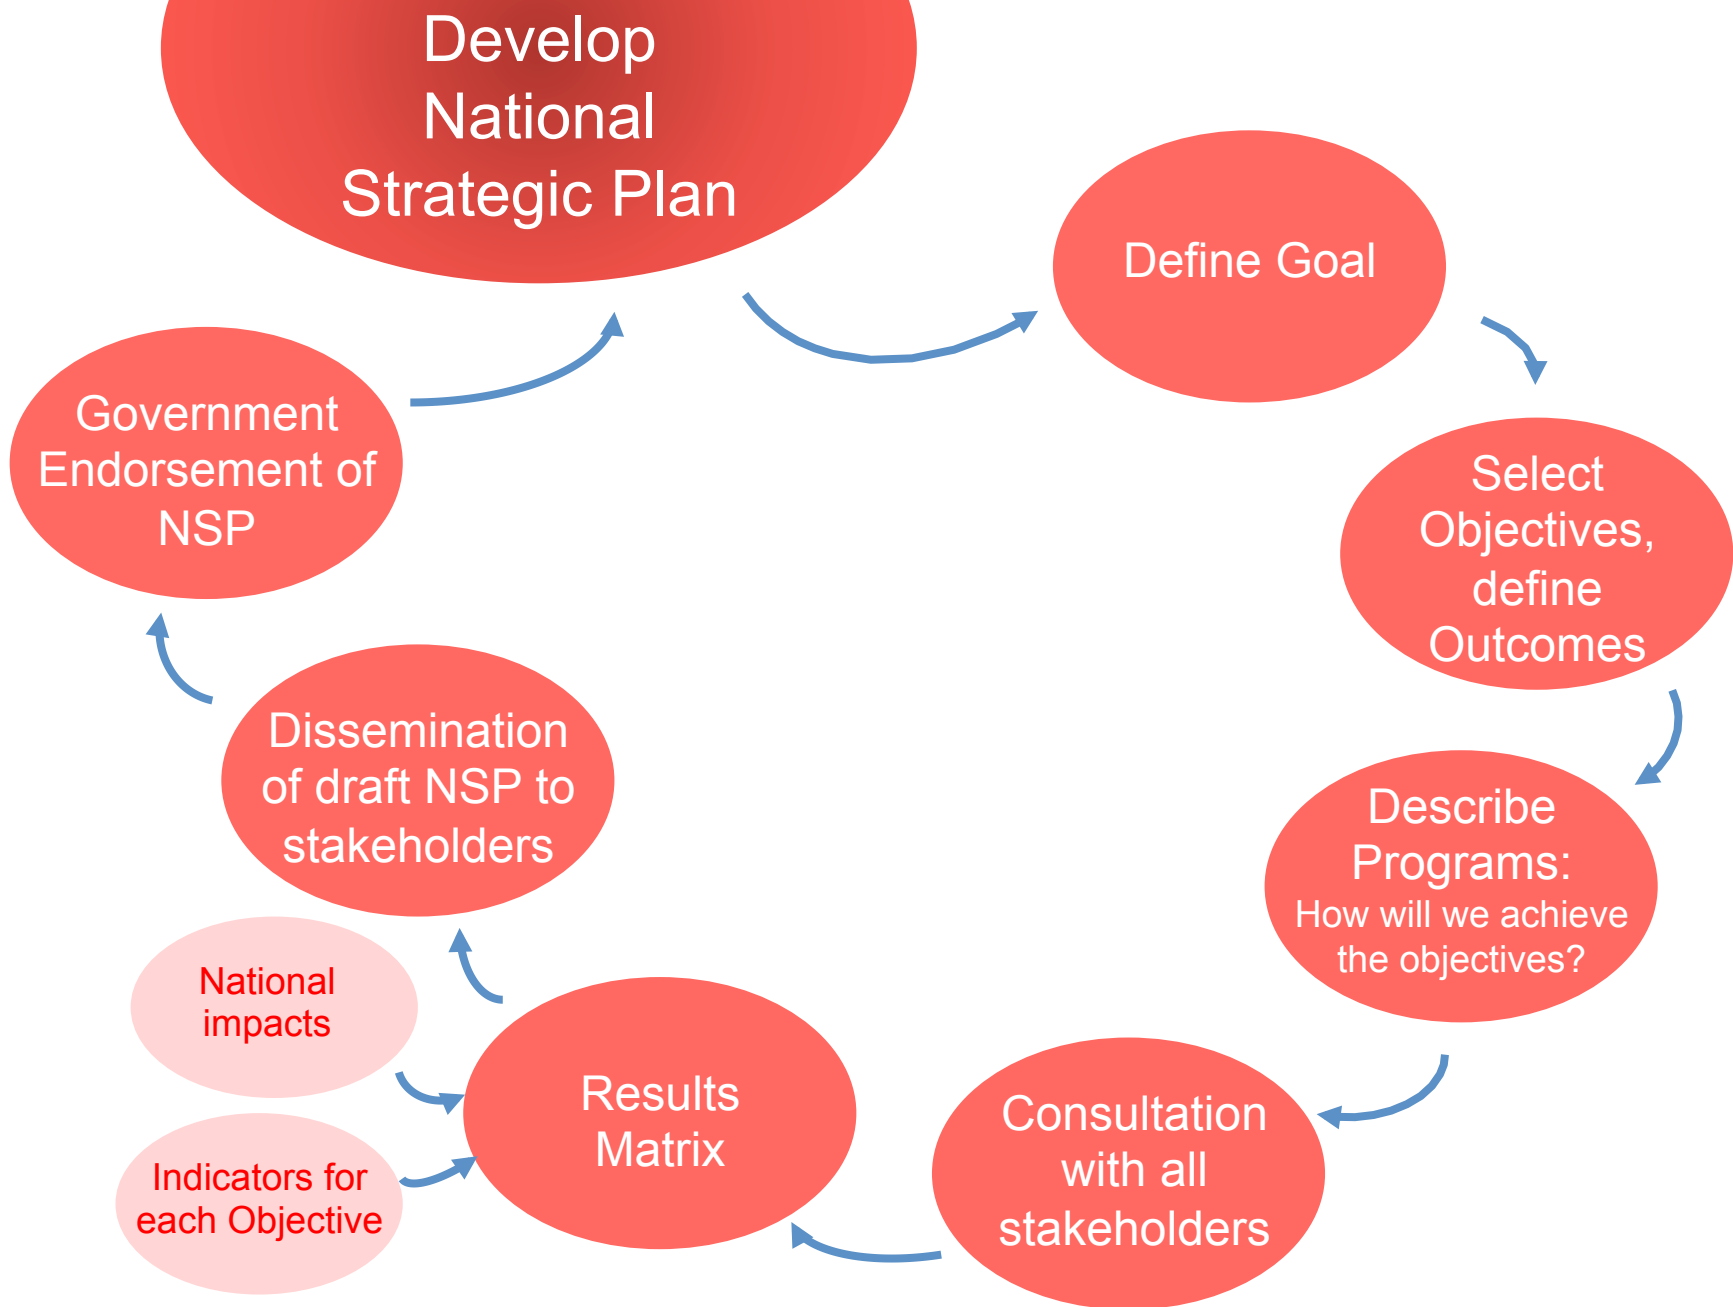 Develop
National
Strategic Plan
Define Goal
Select
Objectives,
define
Outcomes
Describe
Programs:
How will we achieve
the objectives?
Consultation
with all
stakeholders
Results
Matrix
National
impacts
Indicators for
each Objective
Dissemination
of draft NSP to
stakeholders
Government
Endorsement of
NSP